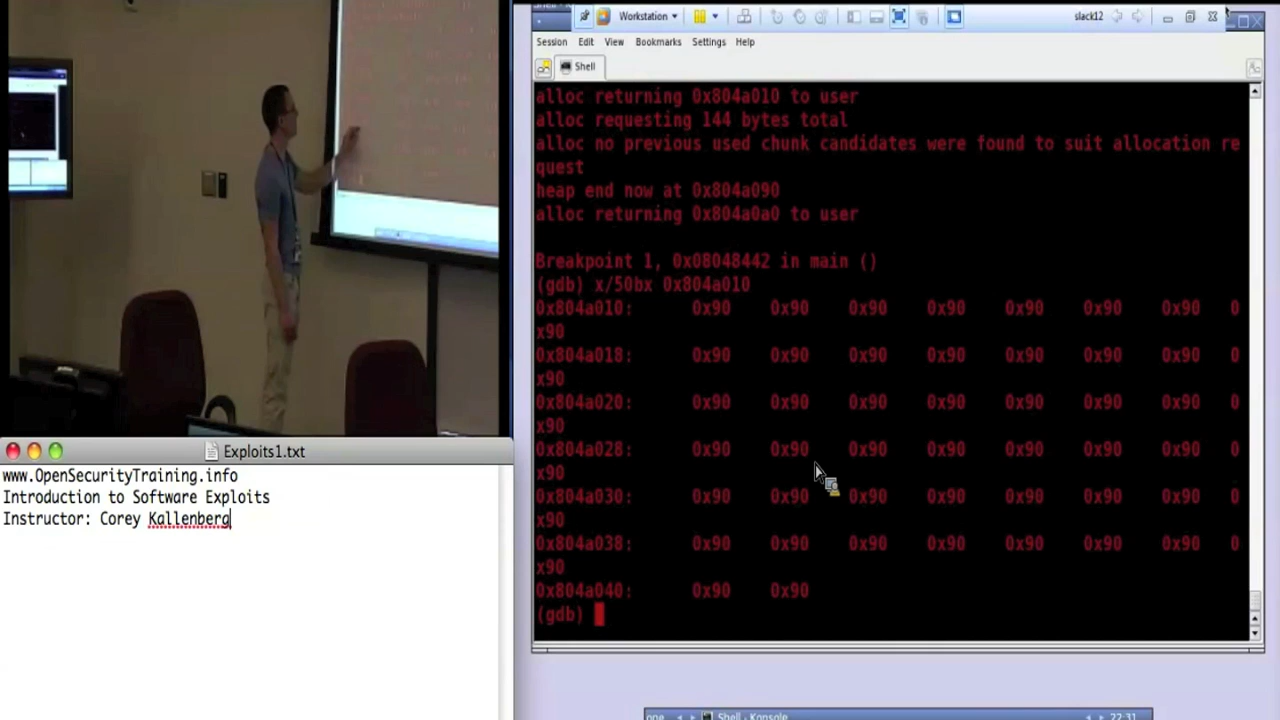 Workstation
slack12
Session Edit View Bookmarks Settings Help
Shell
alloc returning 0x804a010 to user
alloc requesting 144 bytes total
alloc no previous used chunk candidates were found to suit allocation re
quest
heap end now at 0x804a090
alloc returning 0x804a0a0 to user
Breakpoint 1, 0x08048442 in main ()
(gdb) x/50bx 0x804a010
0x804a010: 0x90 0x90 0x90 0x90 0x90 0x90 0x90 0
x90
0x804a018: 0x90 0x90 0x90 0x90 0x90 0x90 0x90 0
x90
0x804a020: 0x90 0x90 0x90 0x90 0x90 0x90 0x90 0
x90
0x804a028: 0x90 0x90 0x90 0x90 0x90 0x90 0x90 0
x90
0x804a030: 0x90 0x90 0x90 0x90 0x90 0x90 0x90 0
x90
0x804a038: 0x90 0x90 0x90 0x90 0x90 0x90 0x90 0
x90
0x804a040: 0x90 0x90
(gdb)
Exploits1.txt
www.OpenSecurityTraining.info
Introduction to Software Exploits
Instructor: Corey Kallenberg
Shell - Konsole
22:31